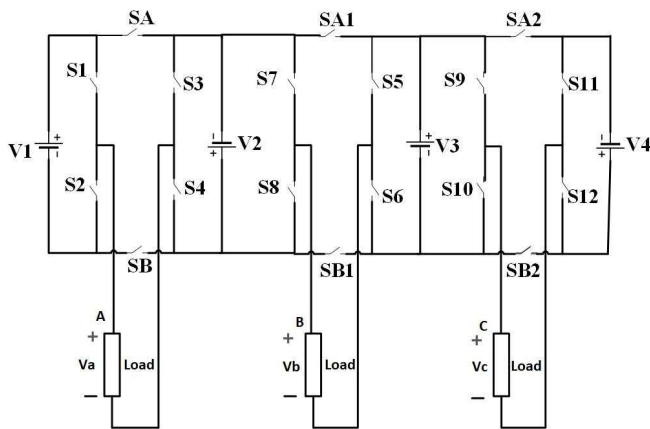 SA SA1 SA2
S1 S3 S7 S5 S9 S11
V1 + - - + V2 + - V3 - + V4
S2 S4 S8 S6 S10 S12
SB SB1 SB2
A B C
+ + +
Va Load Vb Load Vc Load
- - -